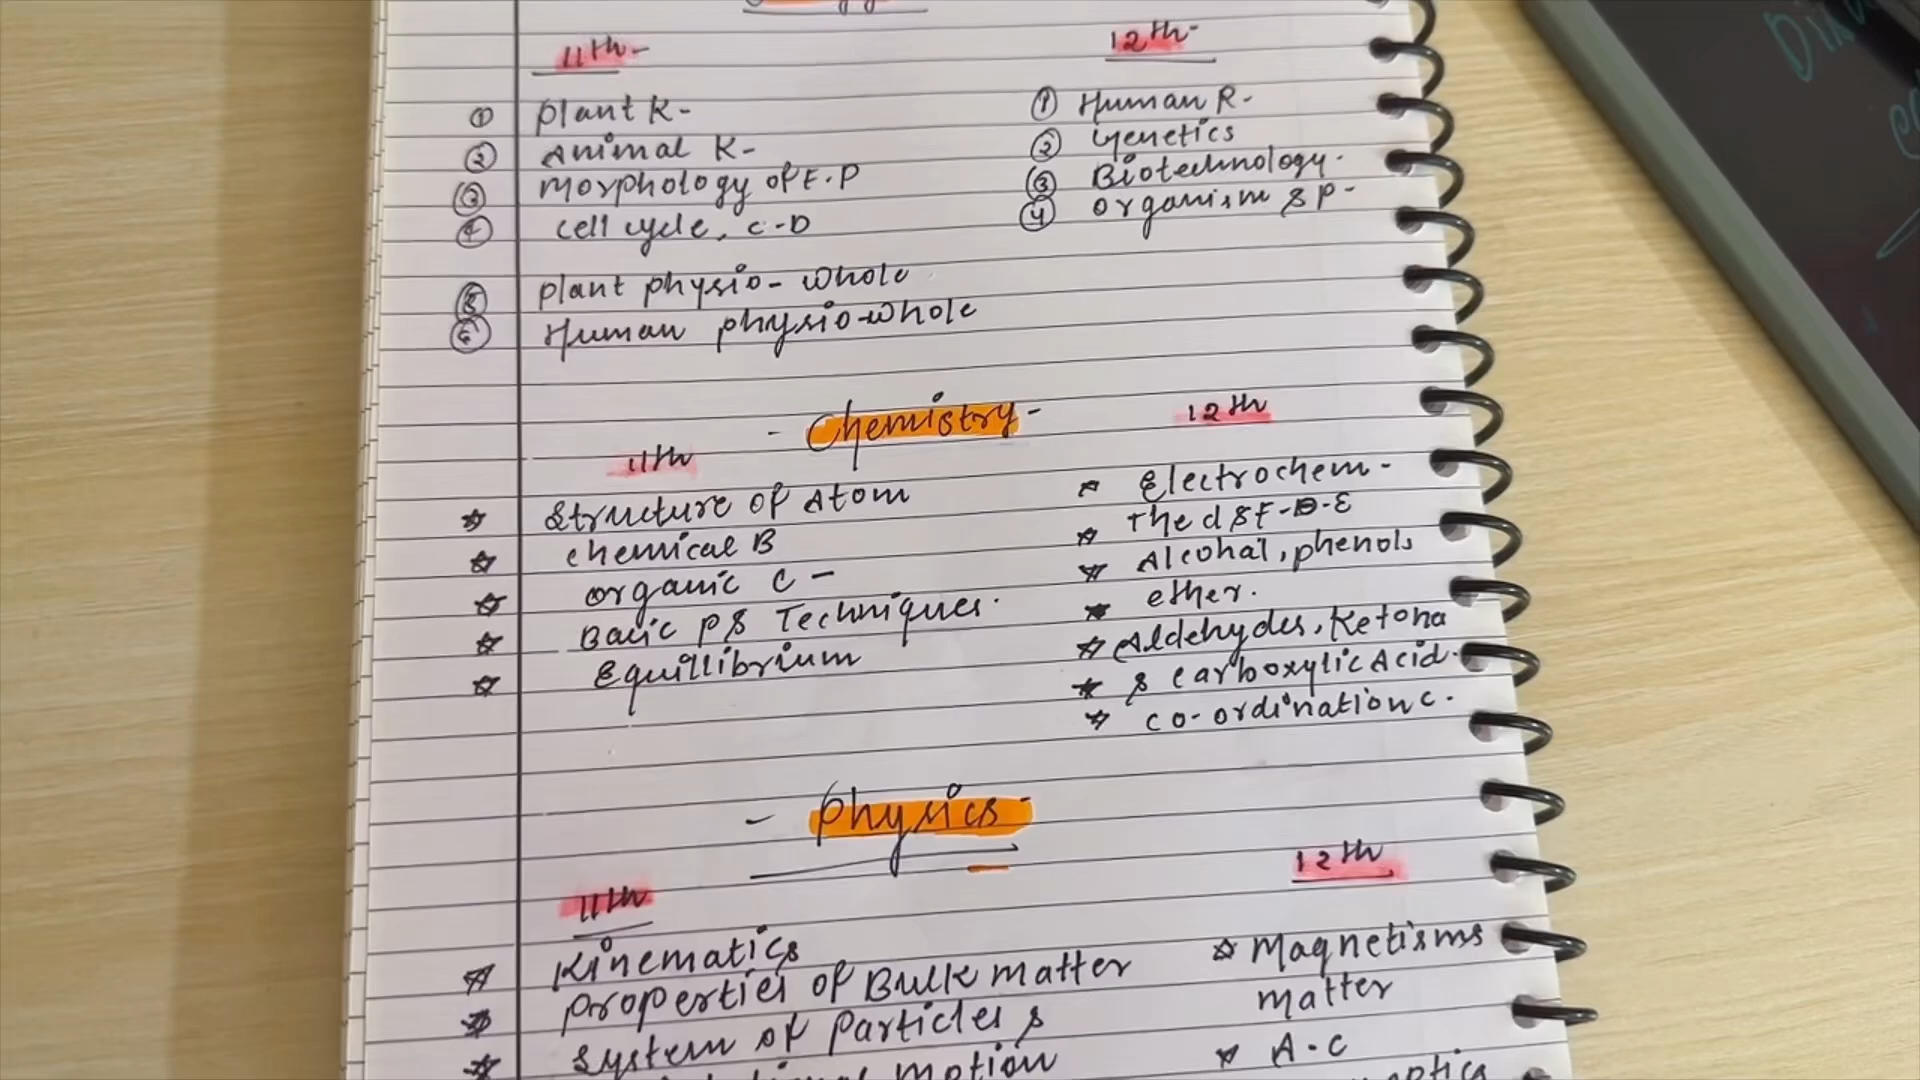 11th-
12th-
① Plant K-
② Animal K-
③ Morphology of F.P
④ cell cycle, C-D
⑤ Plant physio- whole
⑥ Human physio-whole
① Human R-
② Genetics
③ Biotechnology.
④ organism & P-
- Chemistry -
11th
☆ Structure of Atom
☆ chemical B
☆ organic C -
☆ Basic P & Techniques.
☆ Equillibrium
12th
☆ Electrochem -
☆ The d & F-B-E
☆ Alcohal, phenols
★ ether.
☆ Aldehydes, Ketona
★ & carboxylic Acid.
☆ co-ordination c.
- Physics -
11th
☆ Kinematics
☆ Properties of Bulk matter
☆ System of Particles &
motion
12th
☆ Magnetisms
matter
☆ A.C
optics